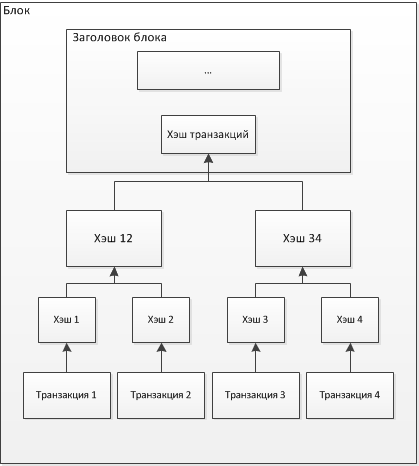 Блок
Заголовок блока
...
Хэш транзакций
Хэш 12
Хэш 34
Хэш 1
Хэш 2
Хэш 3
Хэш 4
Транзакция 1
Транзакция 2
Транзакция 3
Транзакция 4